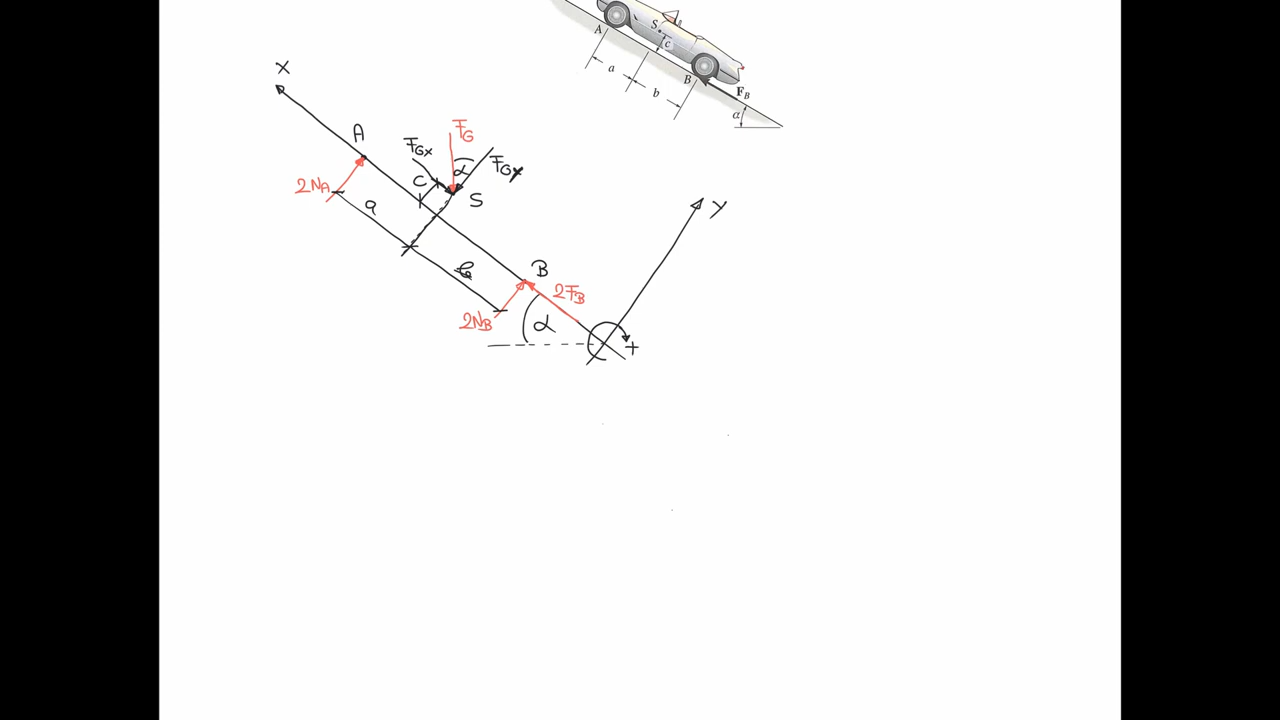 S
A
c
a
B
b
F_B
α
X
A
F_G
F_Gx
α
F_Gy
C
S
2N_A
a
y
B
b
2F_B
2N_B
α
+